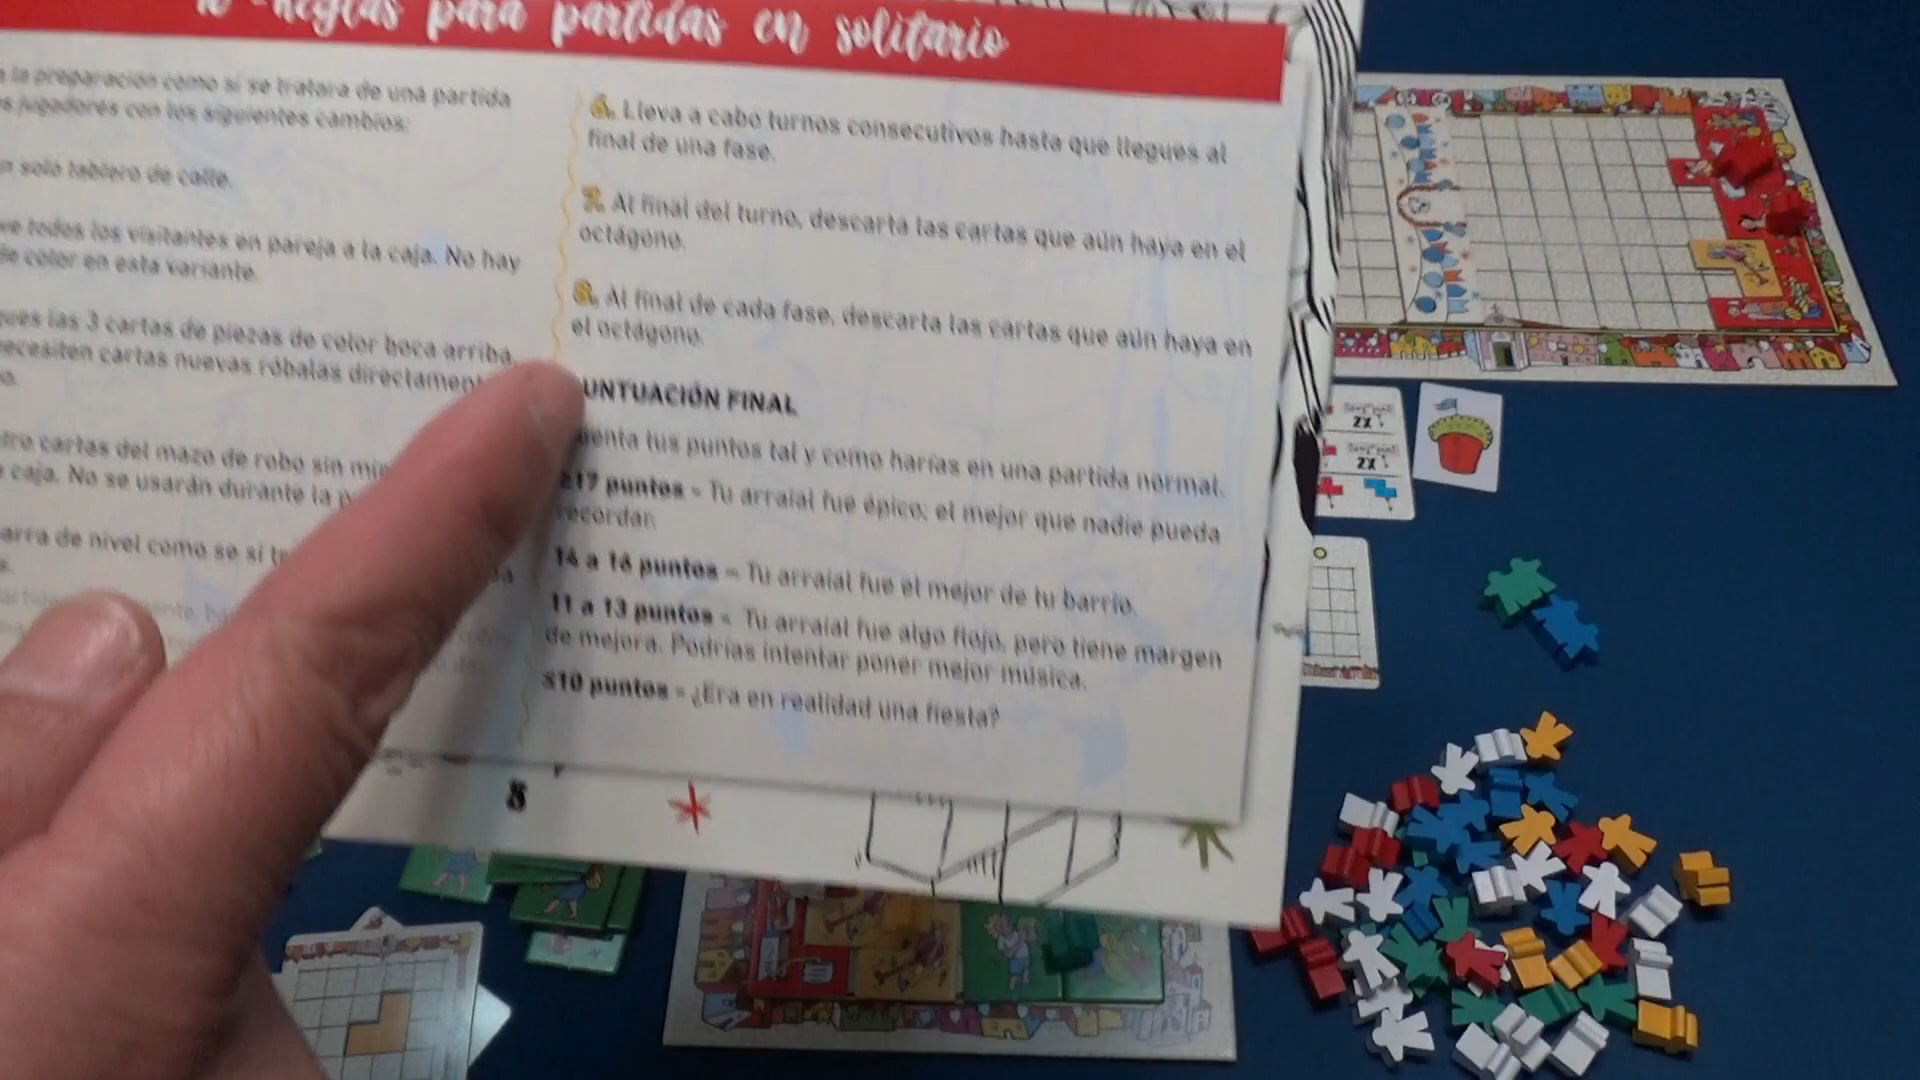 reglas para partidas en solitario
la preparación como si se tratara de una partida
jugadores con los siguientes cambios:
solo tablero de calle.
todos los visitantes en pareja a la caja. No hay
de color en esta variante.
las 3 cartas de piezas de color boca arriba
cartas nuevas róbalas
cartas del mazo de robo sin
caja. No se usarán durante la
de nivel como se si
6. Lleva a cabo turnos consecutivos hasta que llegues al
final de una fase.
7. Al final del turno, descarta las cartas que aún haya en el
octágono.
8. Al final de cada fase, descarta las cartas que aún haya en
el octágono.
UNTUACIÓN FINAL
tus puntos tal y como harías en una partida normal.
≥17 puntos = Tu arraial fue épico; el mejor que nadie pueda
recordar.
14 a 16 puntos = Tu arraial fue el mejor de tu barrio.
11 a 13 puntos = Tu arraial fue algo flojo, pero tiene margen
de mejora. Podrías intentar poner mejor música.
≤10 puntos = ¿Era en realidad una fiesta?
8
2X
2X